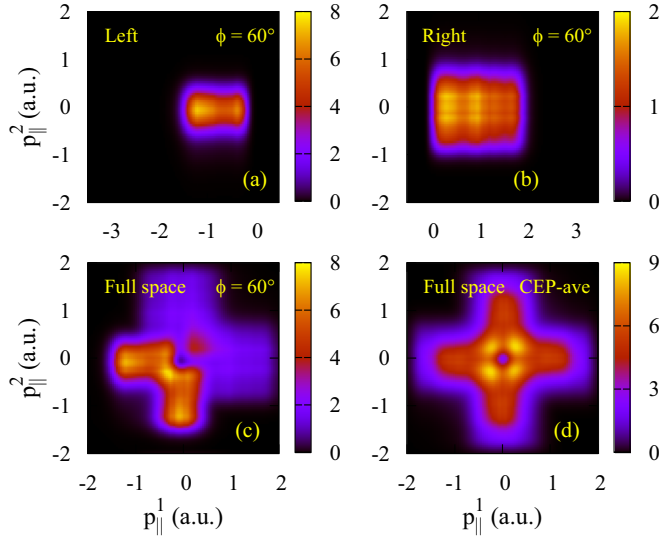 2
1
0
-1
-2
p∥² (a.u.)
Left
ϕ = 60°
(a)
-3 -2 -1 0
8
6
4
2
0
Right
ϕ = 60°
(b)
0 1 2 3
2
1
0
2
1
0
-1
-2
p∥² (a.u.)
Full space
ϕ = 60°
(c)
-2 -1 0 1 2
p∥¹ (a.u.)
8
6
4
2
0
Full space CEP-ave
(d)
2
1
0
-1
-2
-2 -1 0 1 2
p∥¹ (a.u.)
9
6
3
0